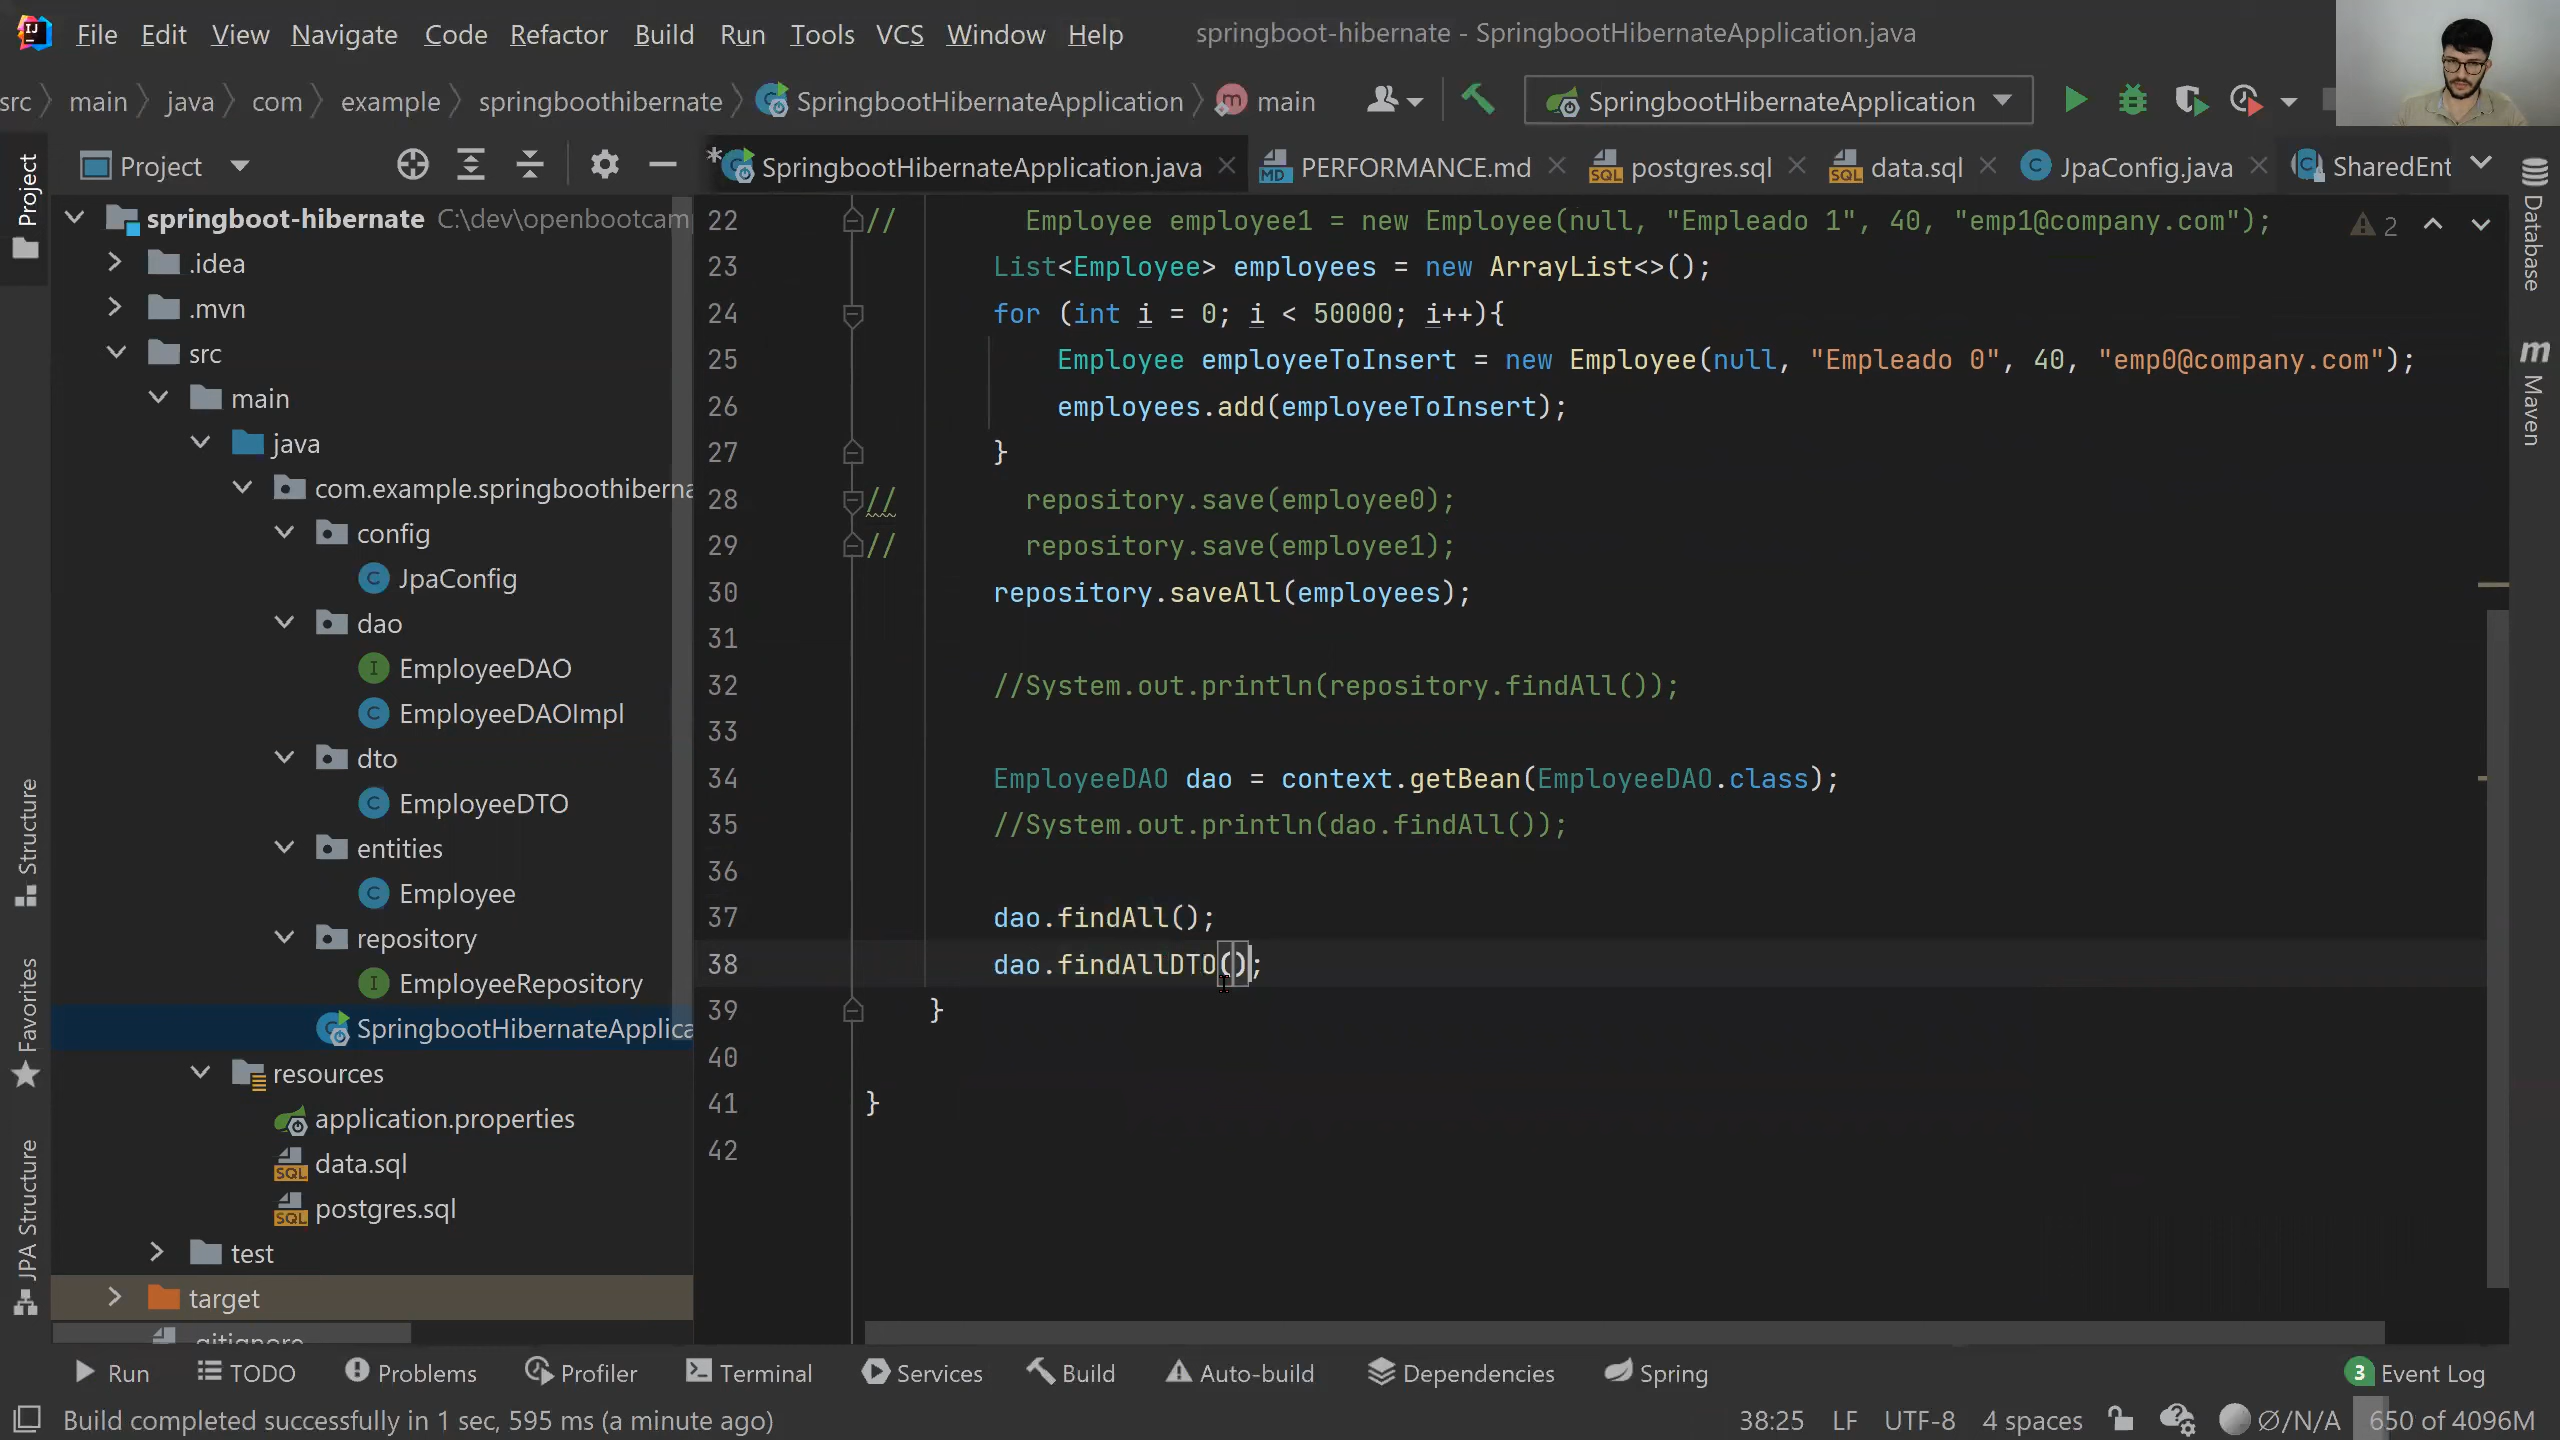 File Edit View Navigate Code Refactor Build Run Tools VCS Window Help springboot-hibernate - SpringbootHibernateApplication.java
src main java com example springboothibernate SpringbootHibernateApplication main SpringbootHibernateApplication
Project
SpringbootHibernateApplication.java PERFORMANCE.md postgres.sql data.sql JpaConfig.java SharedEnt
springboot-hibernate C:\dev\openbootcam
.idea
.mvn
src
main
java
com.example.springboothiberna
config
JpaConfig
dao
EmployeeDAO
EmployeeDAOImpl
dto
EmployeeDTO
entities
Employee
repository
EmployeeRepository
SpringbootHibernateApplica
resources
application.properties
data.sql
postgres.sql
test
target
.gitignore
22 // Employee employee1 = new Employee(null, "Empleado 1", 40, "emp1@company.com");
23 List<Employee> employees = new ArrayList<>();
24 for (int i = 0; i < 50000; i++){
25 Employee employeeToInsert = new Employee(null, "Empleado 0", 40, "emp0@company.com");
26 employees.add(employeeToInsert);
27 }
28 // repository.save(employee0);
29 // repository.save(employee1);
30 repository.saveAll(employees);
31
32 //System.out.println(repository.findAll());
33
34 EmployeeDAO dao = context.getBean(EmployeeDAO.class);
35 //System.out.println(dao.findAll());
36
37 dao.findAll();
38 dao.findAllDTO();
39 }
40
41 }
42
2
Project
Structure
Favorites
JPA Structure
Database
Maven
Run TODO Problems Profiler Terminal Services Build Auto-build Dependencies Spring 3 Event Log
Build completed successfully in 1 sec, 595 ms (a minute ago) 38:25 LF UTF-8 4 spaces Ø/N/A 650 of 4096M